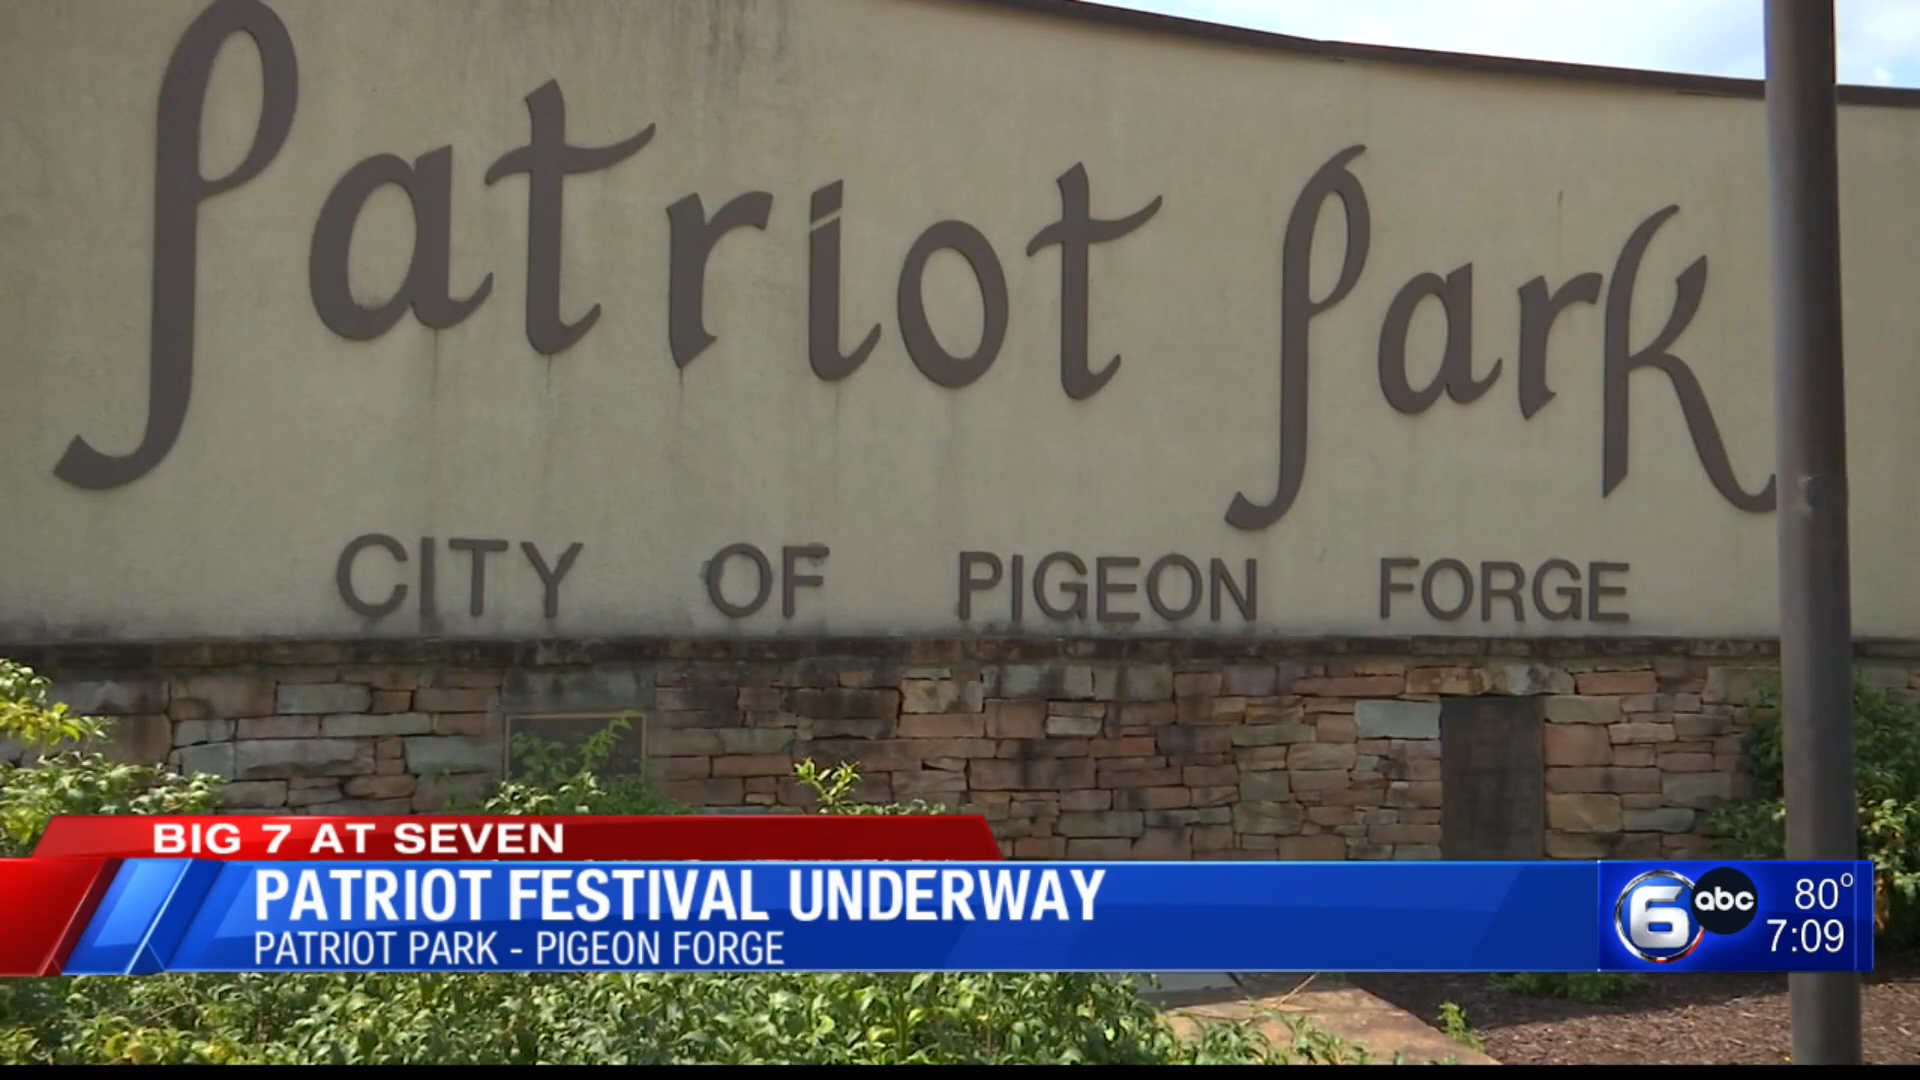 Patriot Park
CITY OF PIGEON FORGE
BIG 7 AT SEVEN
PATRIOT FESTIVAL UNDERWAY
PATRIOT PARK - PIGEON FORGE
6 abc
80°
7:09